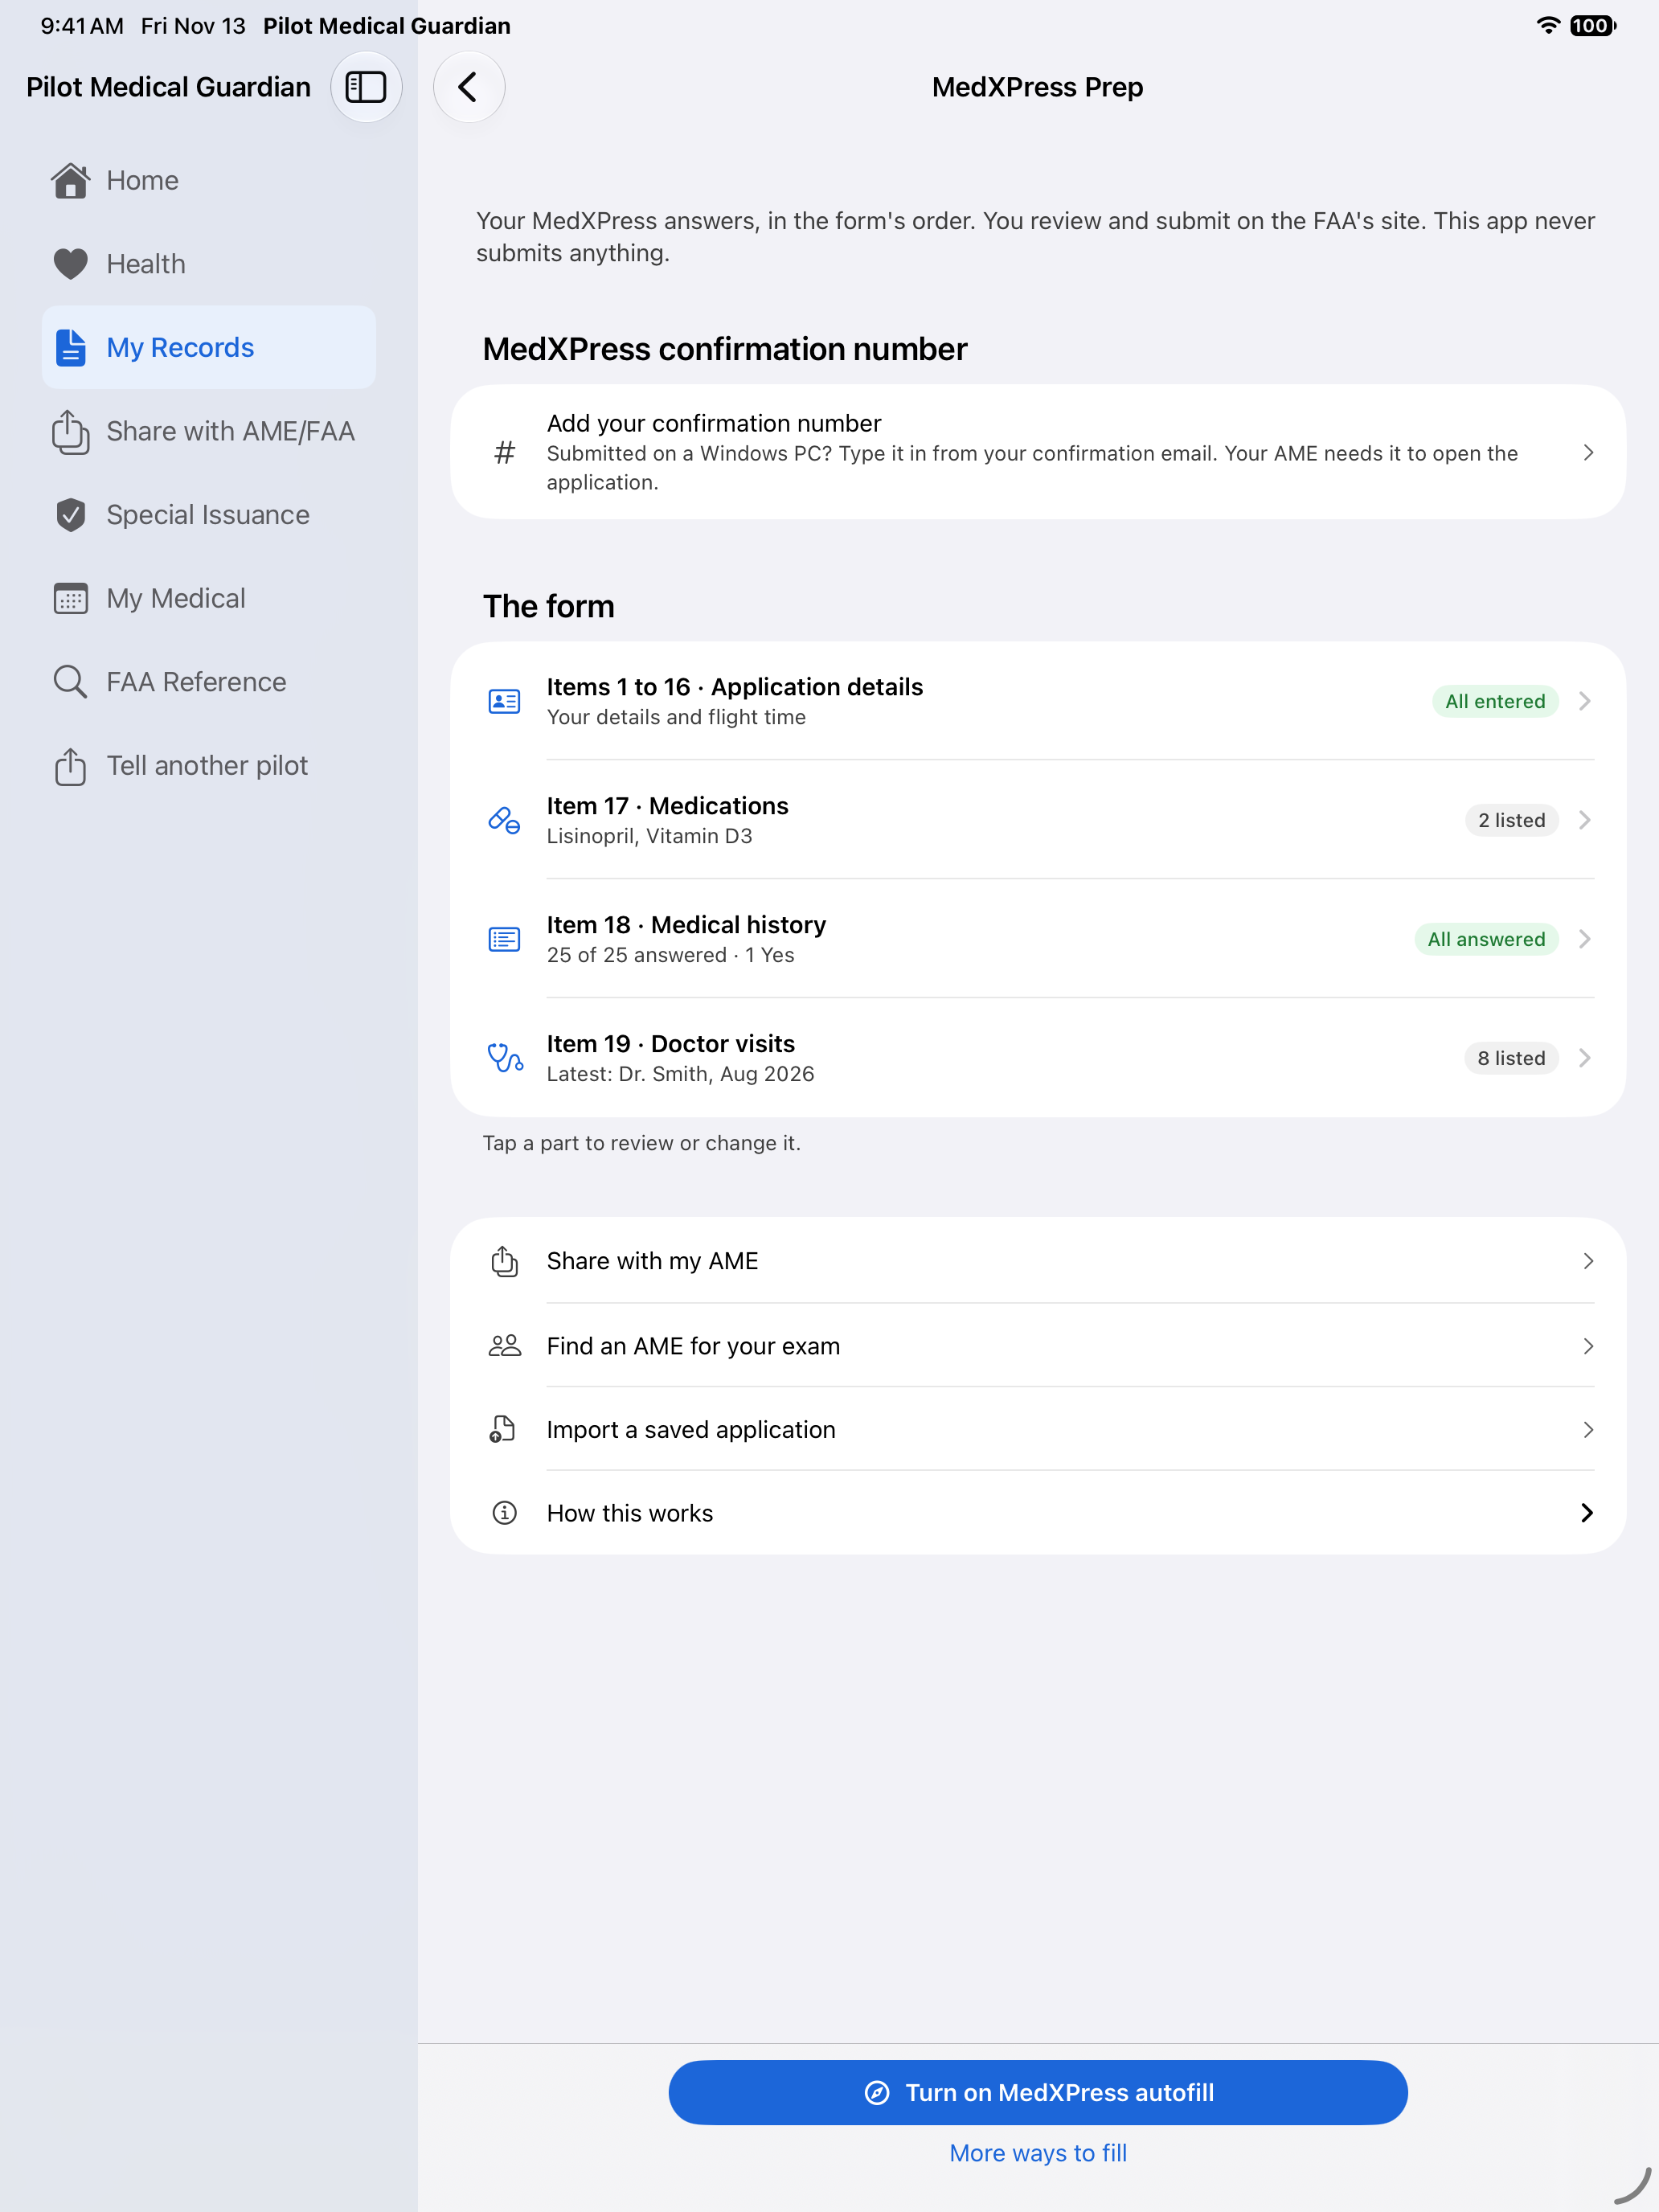 9:41 AM Fri Nov 13 Pilot Medical Guardian
100
Pilot Medical Guardian
MedXPress Prep
Home
Health
My Records
Share with AME/FAA
Special Issuance
My Medical
FAA Reference
Tell another pilot
Your MedXPress answers, in the form's order. You review and submit on the FAA's site. This app never
submits anything.
MedXPress confirmation number
#
Add your confirmation number
Submitted on a Windows PC? Type it in from your confirmation email. Your AME needs it to open the
application.
The form
Items 1 to 16 · Application details
Your details and flight time
All entered
Item 17 · Medications
Lisinopril, Vitamin D3
2 listed
Item 18 · Medical history
25 of 25 answered · 1 Yes
All answered
Item 19 · Doctor visits
Latest: Dr. Smith, Aug 2026
8 listed
Tap a part to review or change it.
Share with my AME
Find an AME for your exam
Import a saved application
How this works
Turn on MedXPress autofill
More ways to fill